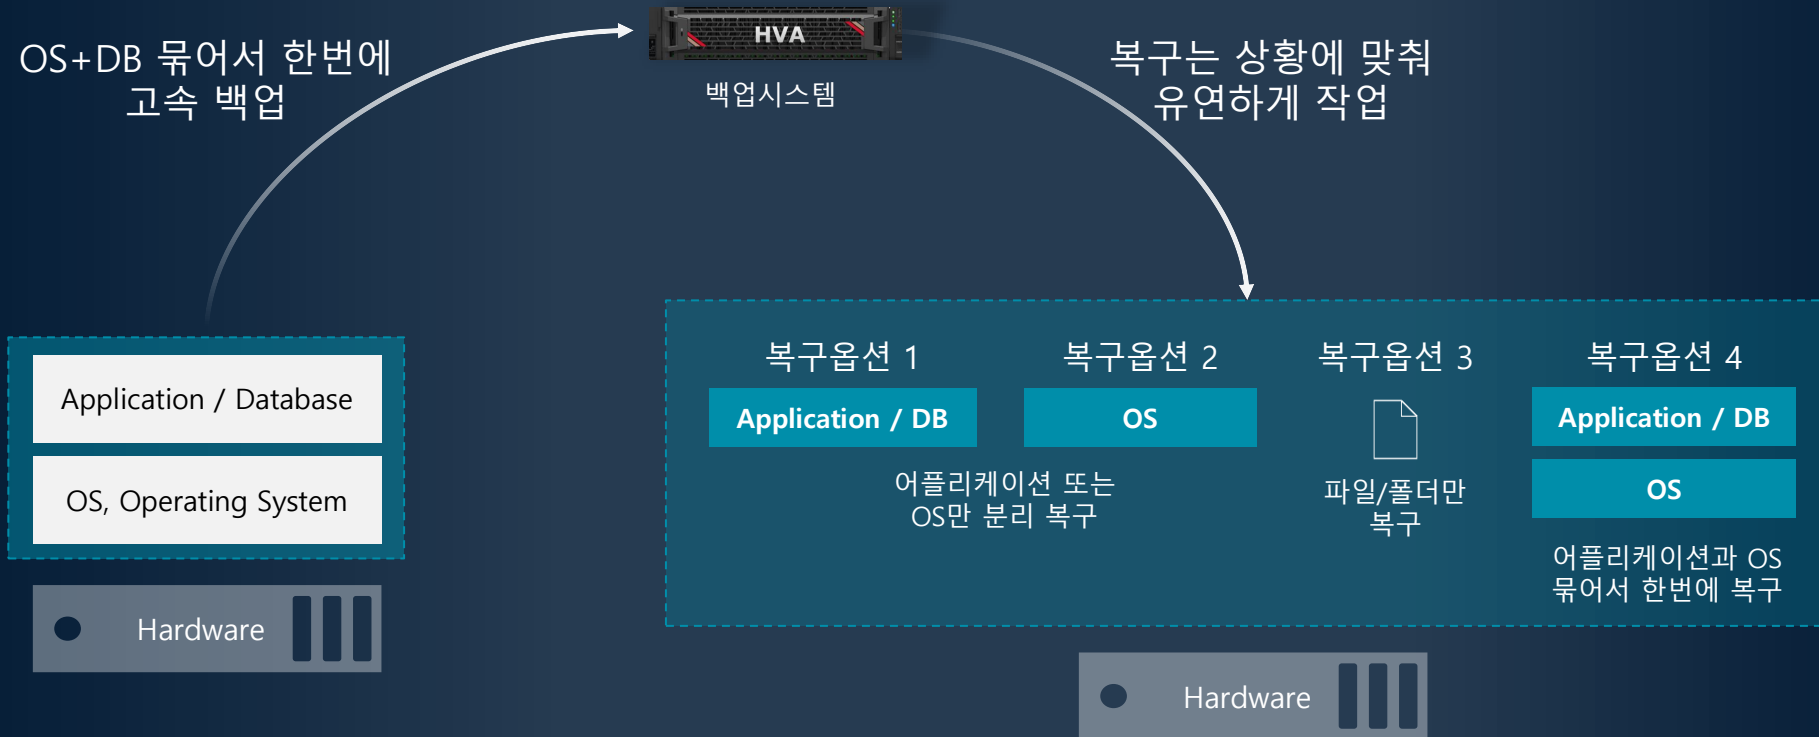 OS+DB 묶어서 한번에
고속 백업
HVA
백업시스템
복구는 상황에 맞춰
유연하게 작업
Application / Database
OS, Operating System
Hardware
복구옵션 1
Application / DB
복구옵션 2
OS
어플리케이션 또는
OS만 분리 복구
복구옵션 3
파일/폴더만
복구
복구옵션 4
Application / DB
OS
어플리케이션과 OS
묶어서 한번에 복구
Hardware